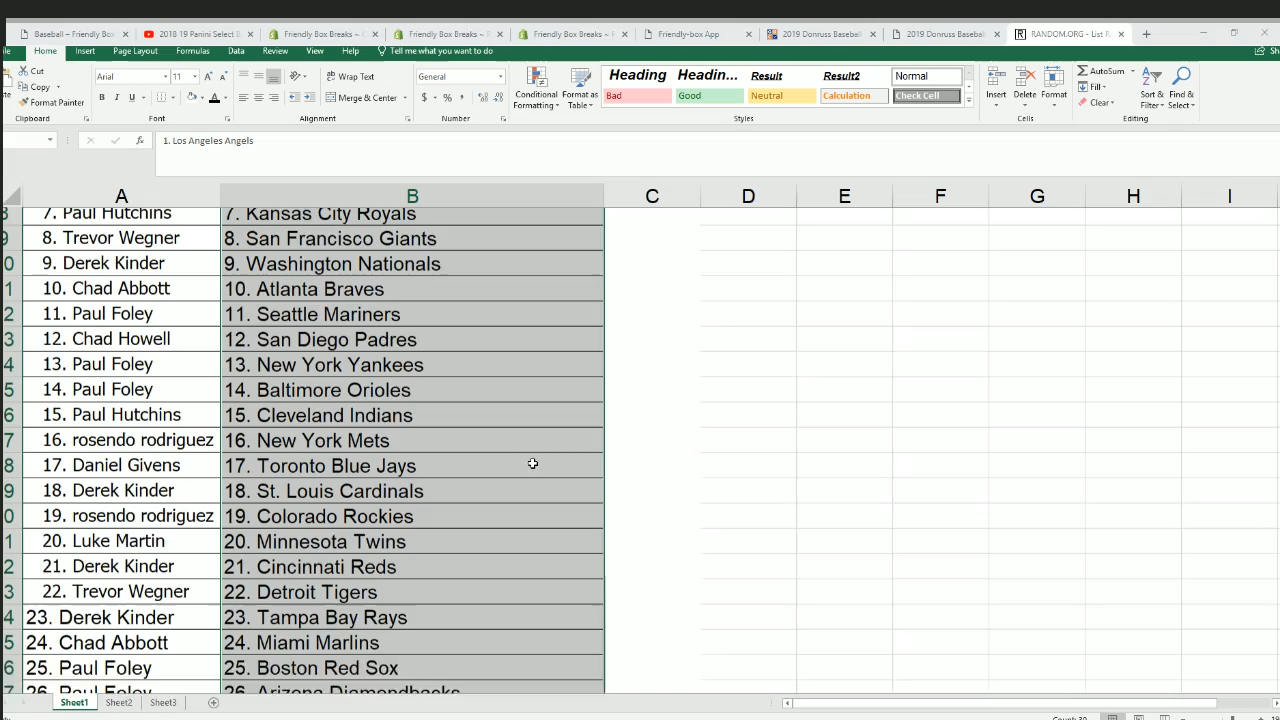 Baseball – Friendly Box
2018 19 Panini Select B
Friendly Box Breaks ~ C
Friendly Box Breaks ~ F
Friendly Box Breaks ~ F
Friendly-box App
2019 Donruss Baseball
2019 Donruss Baseball
RANDOM.ORG - List R
Home Insert Page Layout Formulas Data Review View Help Tell me what you want to do
Cut
Copy
Format Painter
Clipboard
Arial 11
B I U
Font
Wrap Text
Merge & Center
Alignment
General
$ % ,
Number
Conditional Formatting
Format as Table
Heading Headin... Result Result2 Normal
Bad Good Neutral Calculation Check Cell
Styles
Insert Delete Format
Cells
AutoSum
Fill
Clear
Sort & Filter
Find & Select
Editing
fx 1. Los Angeles Angels
A B C D E F G H I
7. Paul Hutchins 7. Kansas City Royals
8. Trevor Wegner 8. San Francisco Giants
9. Derek Kinder 9. Washington Nationals
10. Chad Abbott 10. Atlanta Braves
11. Paul Foley 11. Seattle Mariners
12. Chad Howell 12. San Diego Padres
13. Paul Foley 13. New York Yankees
14. Paul Foley 14. Baltimore Orioles
15. Paul Hutchins 15. Cleveland Indians
16. rosendo rodriguez 16. New York Mets
17. Daniel Givens 17. Toronto Blue Jays
18. Derek Kinder 18. St. Louis Cardinals
19. rosendo rodriguez 19. Colorado Rockies
20. Luke Martin 20. Minnesota Twins
21. Derek Kinder 21. Cincinnati Reds
22. Trevor Wegner 22. Detroit Tigers
23. Derek Kinder 23. Tampa Bay Rays
24. Chad Abbott 24. Miami Marlins
25. Paul Foley 25. Boston Red Sox
26. Paul Foley 26. Arizona Diamondbacks
Sheet1 Sheet2 Sheet3